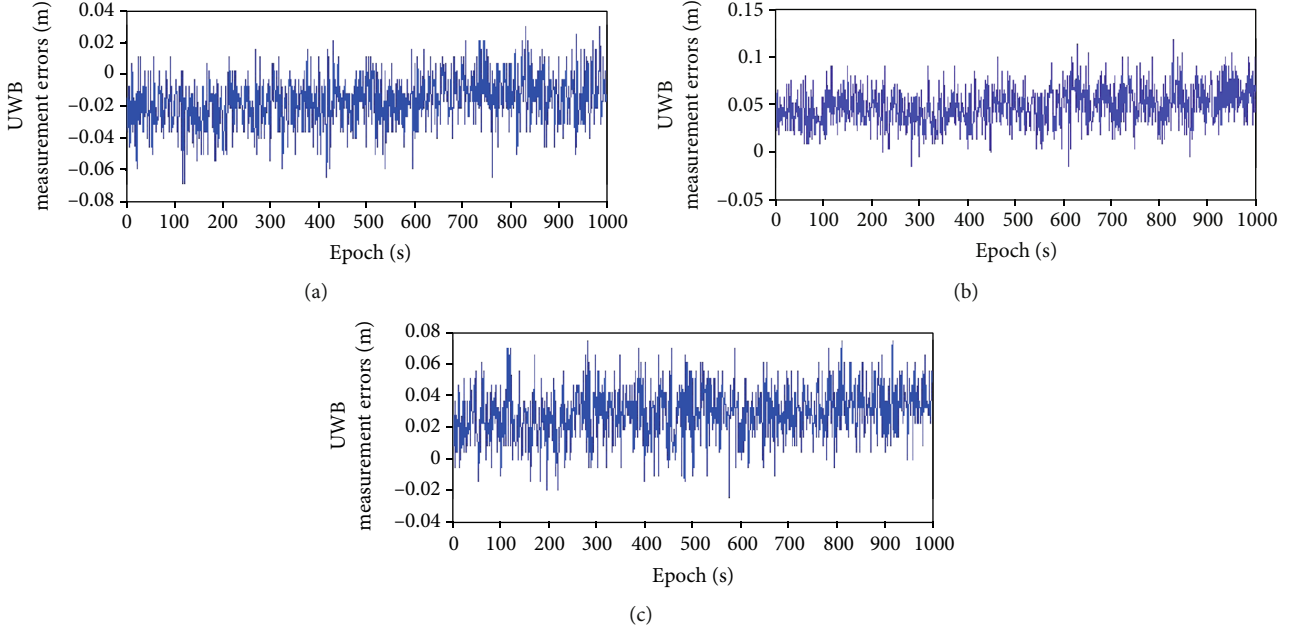 UWB
measurement errors (m)
0.04
0.02
0
–0.02
–0.04
–0.06
–0.08
0 100 200 300 400 500 600 700 800 900 1000
Epoch (s)
(a)
UWB
measurement errors (m)
0.15
0.1
0.05
0
–0.05
0 100 200 300 400 500 600 700 800 900 1000
Epoch (s)
(b)
UWB
measurement errors (m)
0.08
0.06
0.04
0.02
0
–0.02
–0.04
0 100 200 300 400 500 600 700 800 900 1000
Epoch (s)
(c)